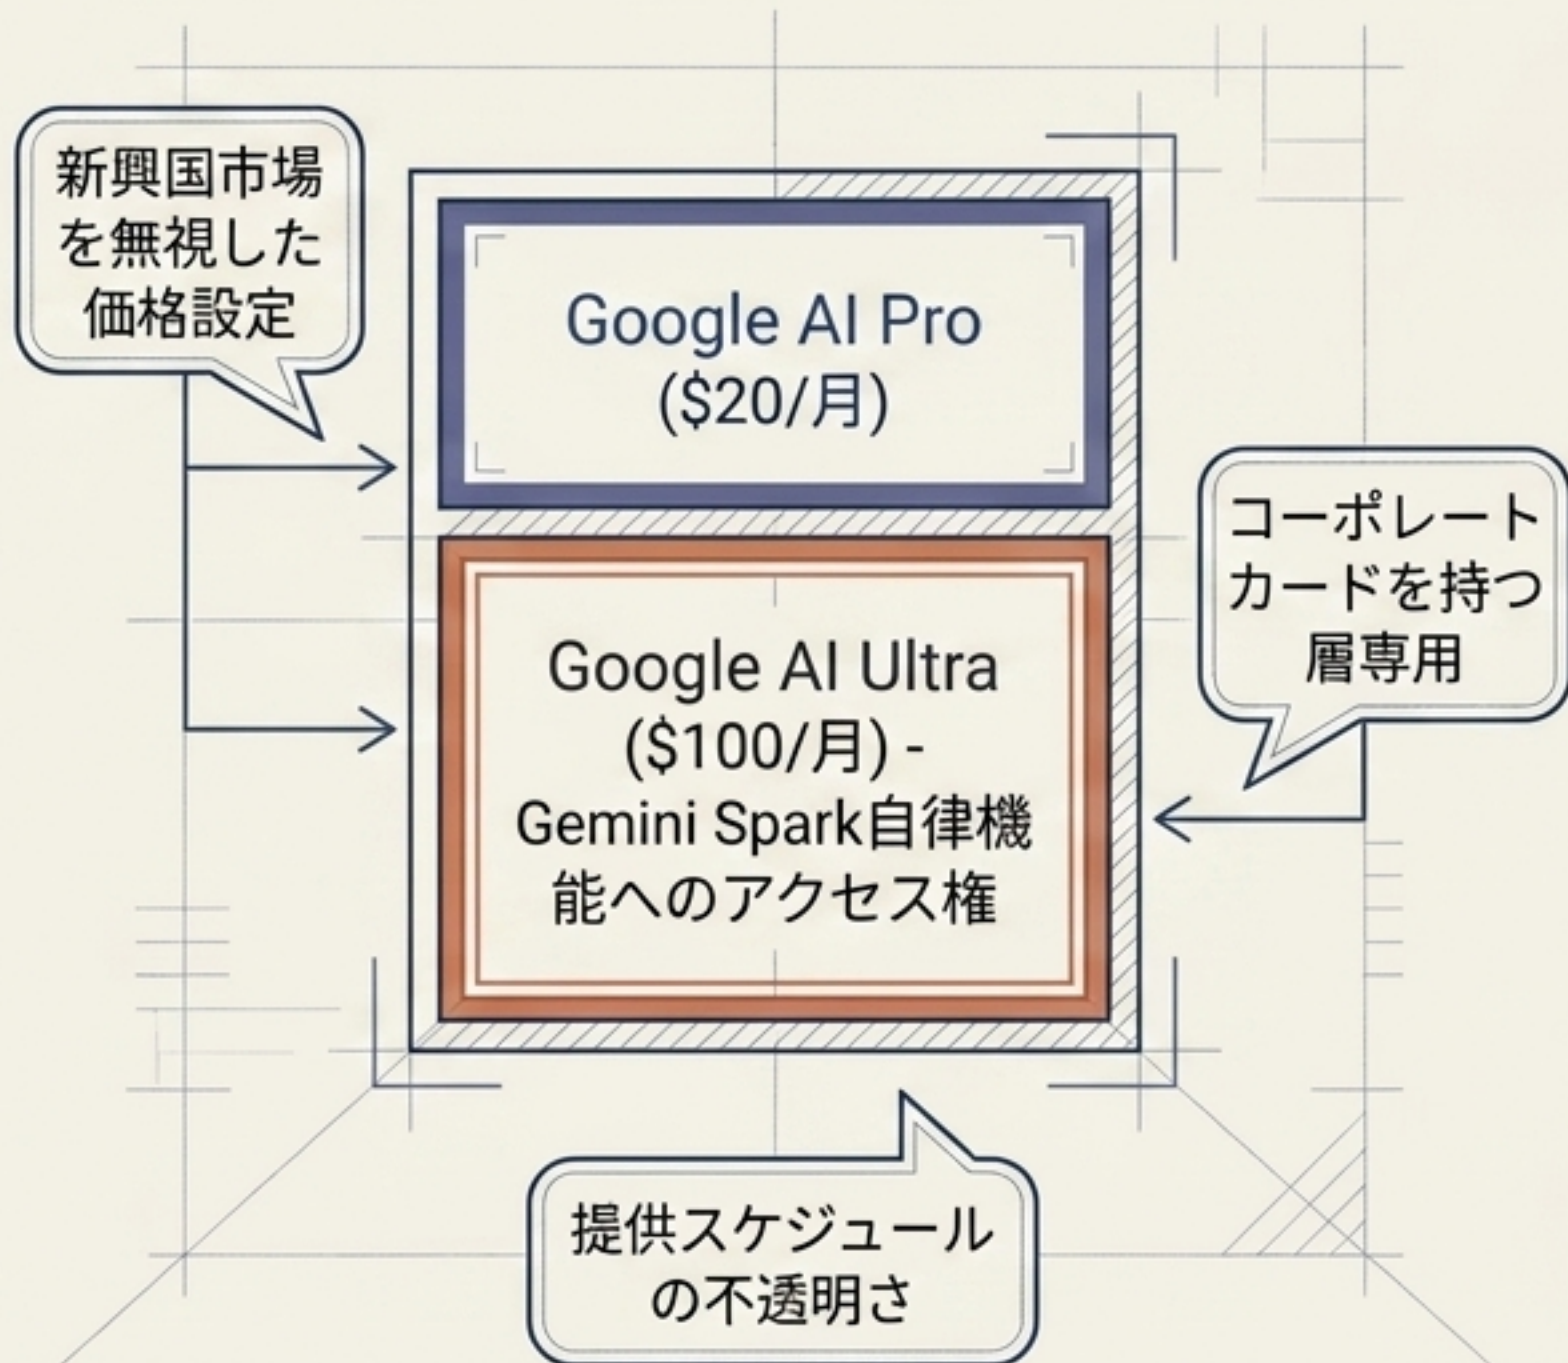 新興国市場
を無視した
価格設定
Google AI Pro
($20/月)
コーポレート
カードを持つ
層専用
Google AI Ultra
($100/月) -
Gemini Spark自律機
能へのアクセス権
提供スケジュール
の不透明さ